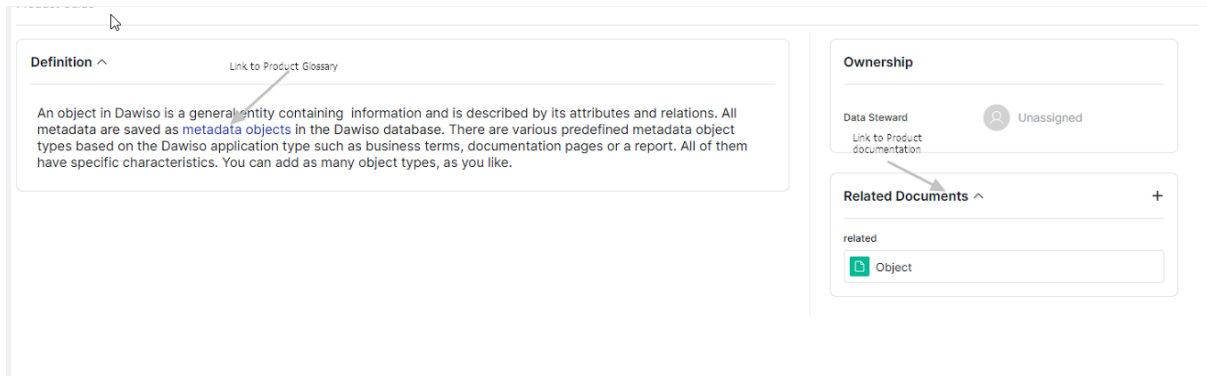 Definition
Link to Product Glossary
An object in Dawiso is a general entity containing information and is described by its attributes and relations. All
metadata are saved as metadata objects in the Dawiso database. There are various predefined metadata object
types based on the Dawiso application type such as business terms, documentation pages or a report. All of them
have specific characteristics. You can add as many object types, as you like.
Ownership
Data Steward
Unassigned
Link to Product
documentation
Related Documents
+
related
Object